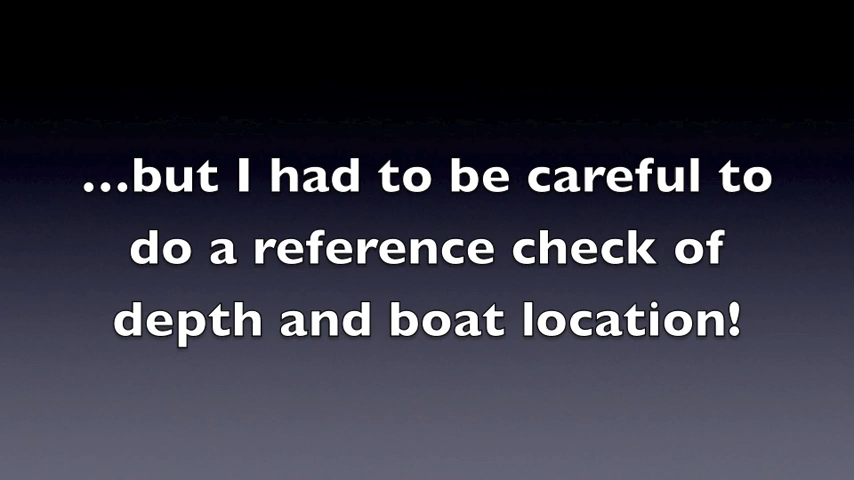 ...but I had to be careful to
do a reference check of
depth and boat location!